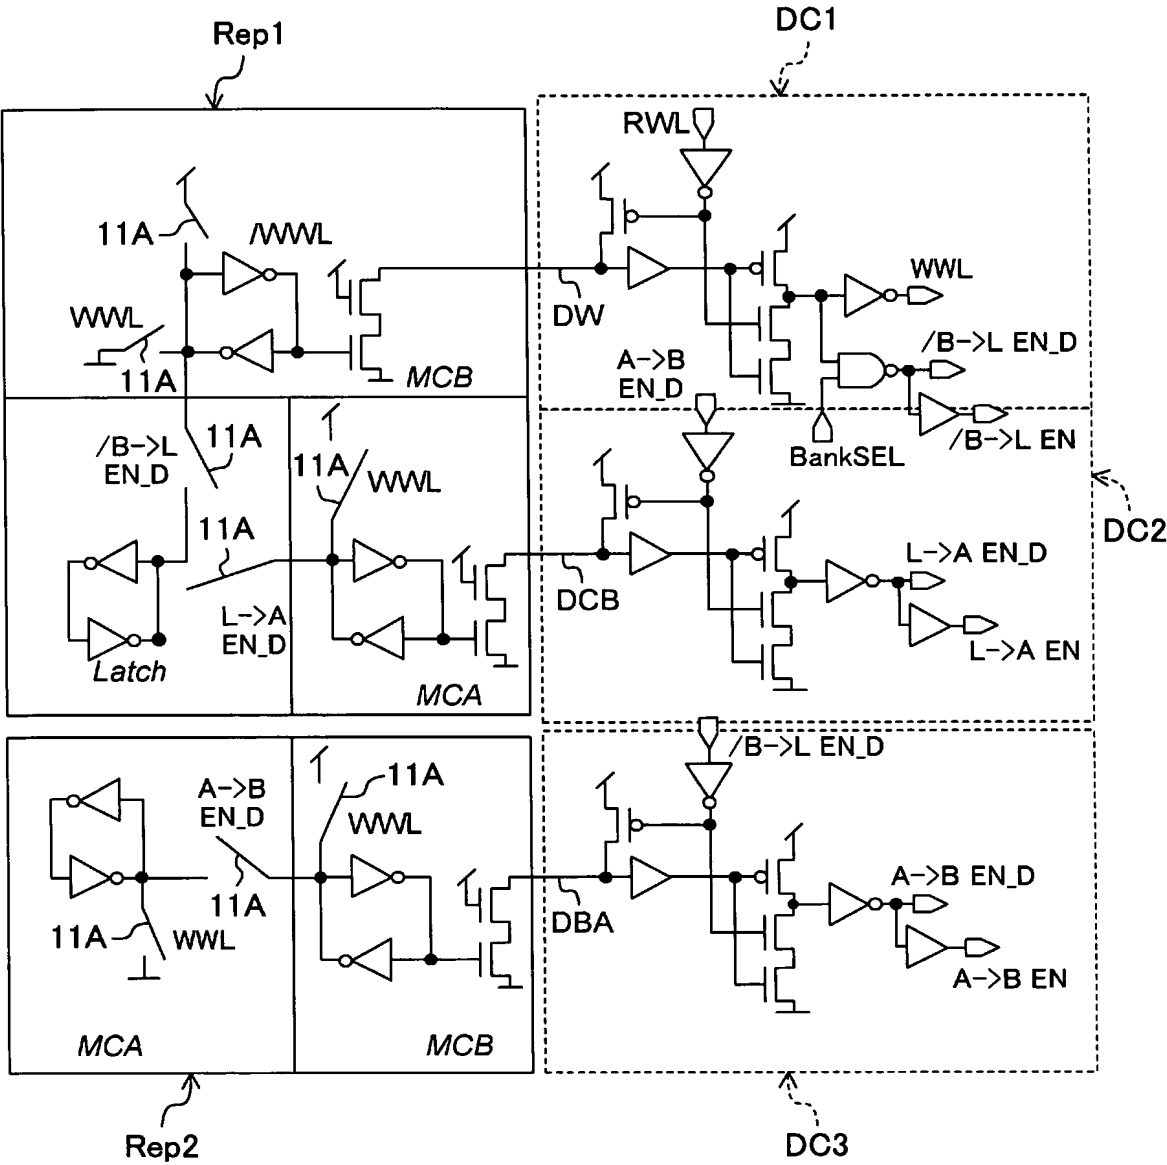 Rep1
DC1
RWL
11A
/WWL
WWL
11A
MCB
DW
WWL
/B->L EN_D
/B->L EN
BankSEL
A->B
EN_D
/B->L
EN_D
11A
11A
11A
WWL
L->A
EN_D
Latch
MCA
DCB
DC2
L->A EN_D
L->A EN
A->B
EN_D
11A
WWL
11A
11A
WWL
MCA
MCB
DBA
/B->L EN_D
A->B EN_D
A->B EN
Rep2
DC3